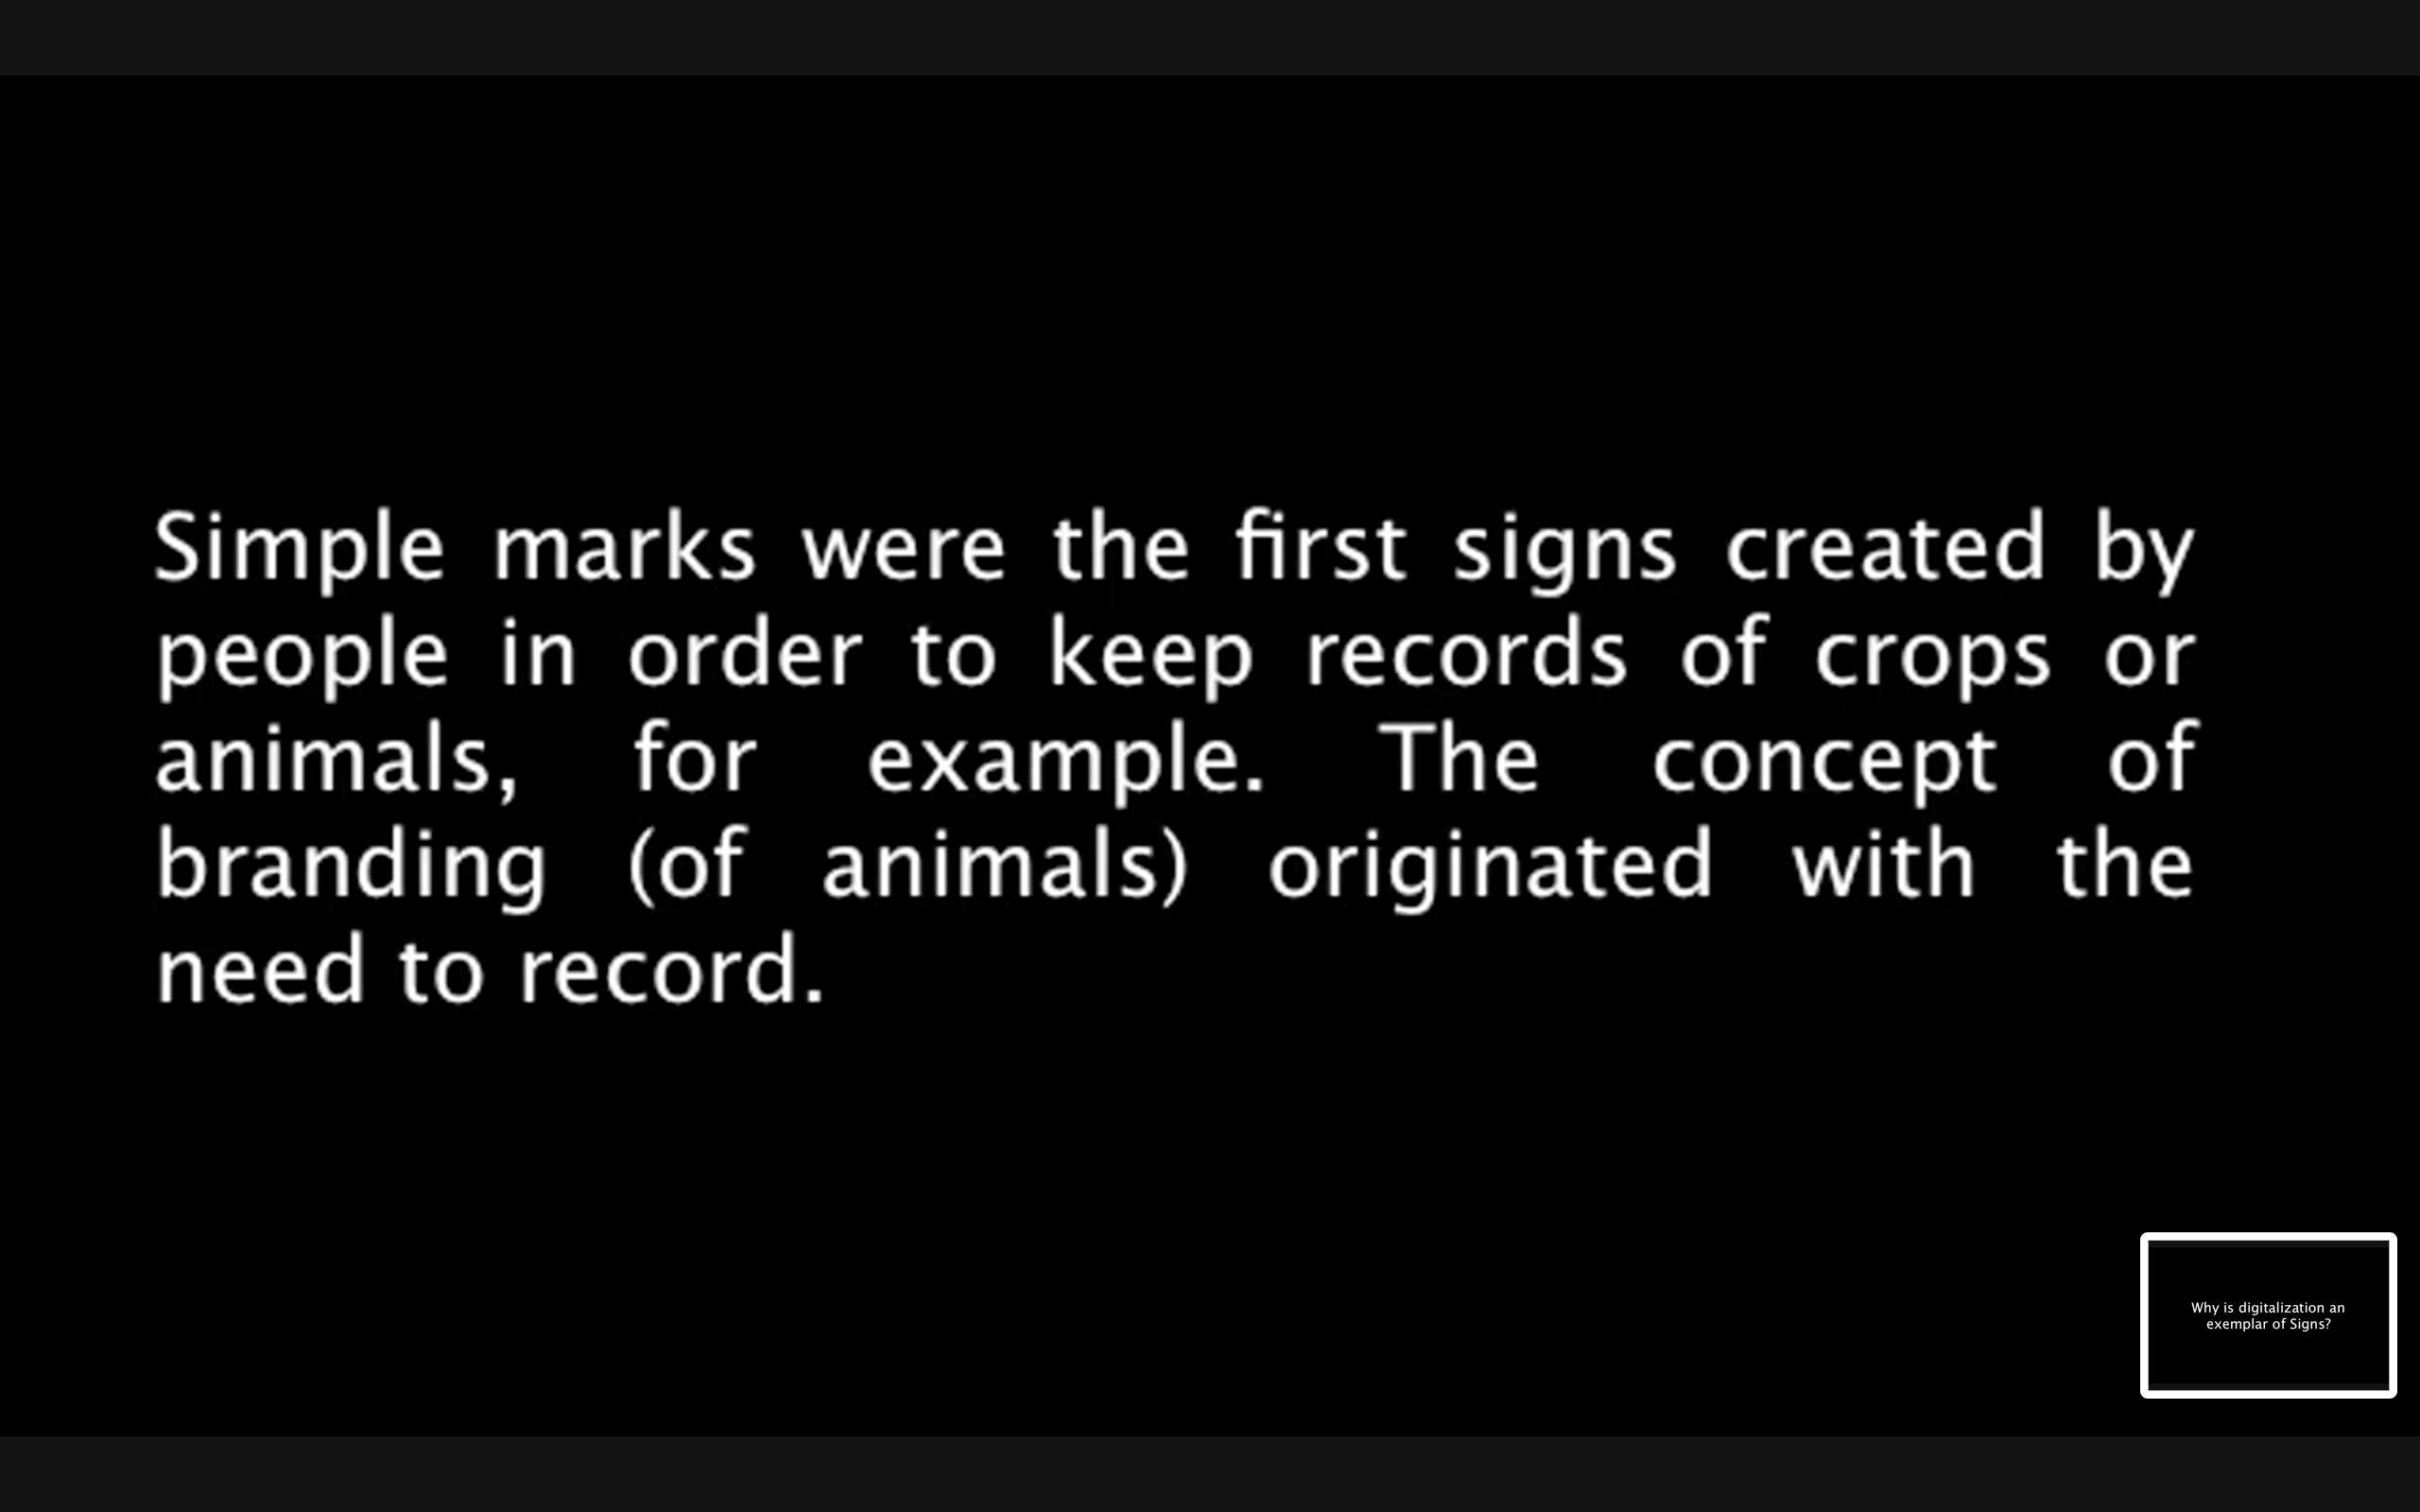 Simple marks were the first signs created by
people in order to keep records of crops or
animals, for example. The concept of
branding (of animals) originated with the
need to record.
Why is digitalization an
exemplar of Signs?